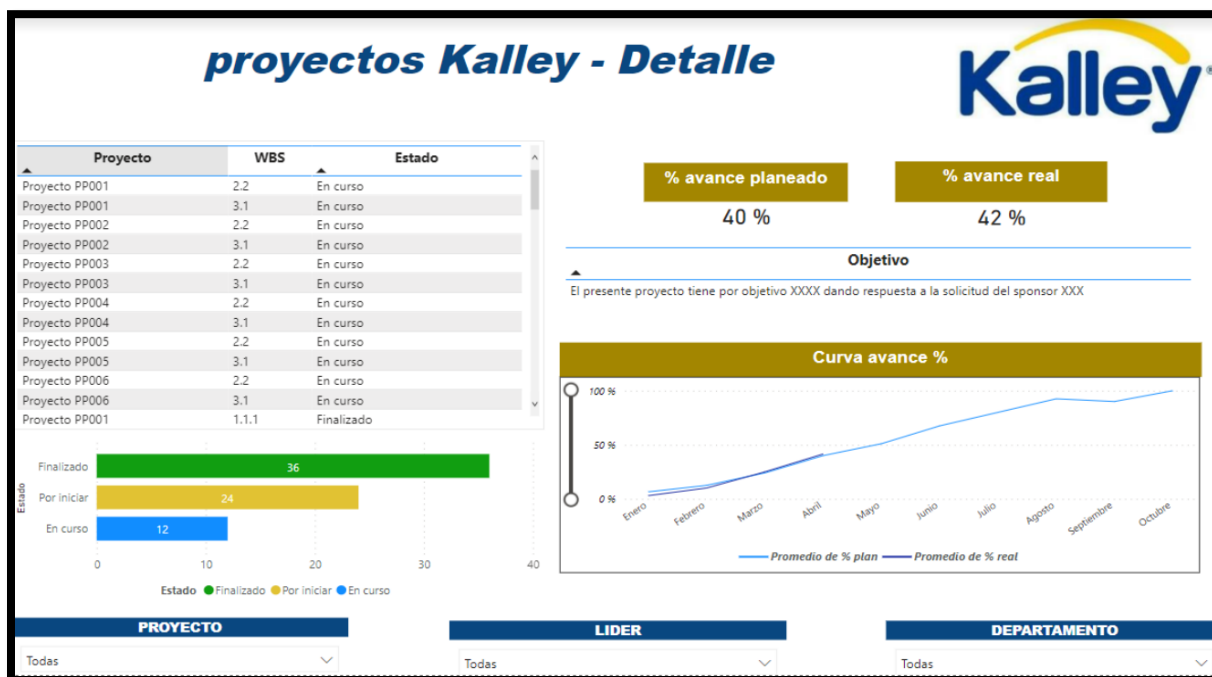 proyectos Kalley - Detalle
Kalley®
Proyecto WBS Estado
Proyecto PP001 2.2 En curso
Proyecto PP001 3.1 En curso
Proyecto PP002 2.2 En curso
Proyecto PP002 3.1 En curso
Proyecto PP003 2.2 En curso
Proyecto PP003 3.1 En curso
Proyecto PP004 2.2 En curso
Proyecto PP004 3.1 En curso
Proyecto PP005 2.2 En curso
Proyecto PP005 3.1 En curso
Proyecto PP006 2.2 En curso
Proyecto PP006 3.1 En curso
Proyecto PP001 1.1.1 Finalizado
% avance planeado
40 %
% avance real
42 %
Objetivo
El presente proyecto tiene por objetivo XXXX dando respuesta a la solicitud del sponsor XXX
Curva avance %
100 %
50 %
0 %
Enero Febrero Marzo Abril Mayo Junio Julio Agosto Septiembre Octubre
Promedio de % plan Promedio de % real
Estado
Finalizado 36
Por iniciar 24
En curso 12
0 10 20 30 40
Estado Finalizado Por iniciar En curso
PROYECTO
Todas
LIDER
Todas
DEPARTAMENTO
Todas